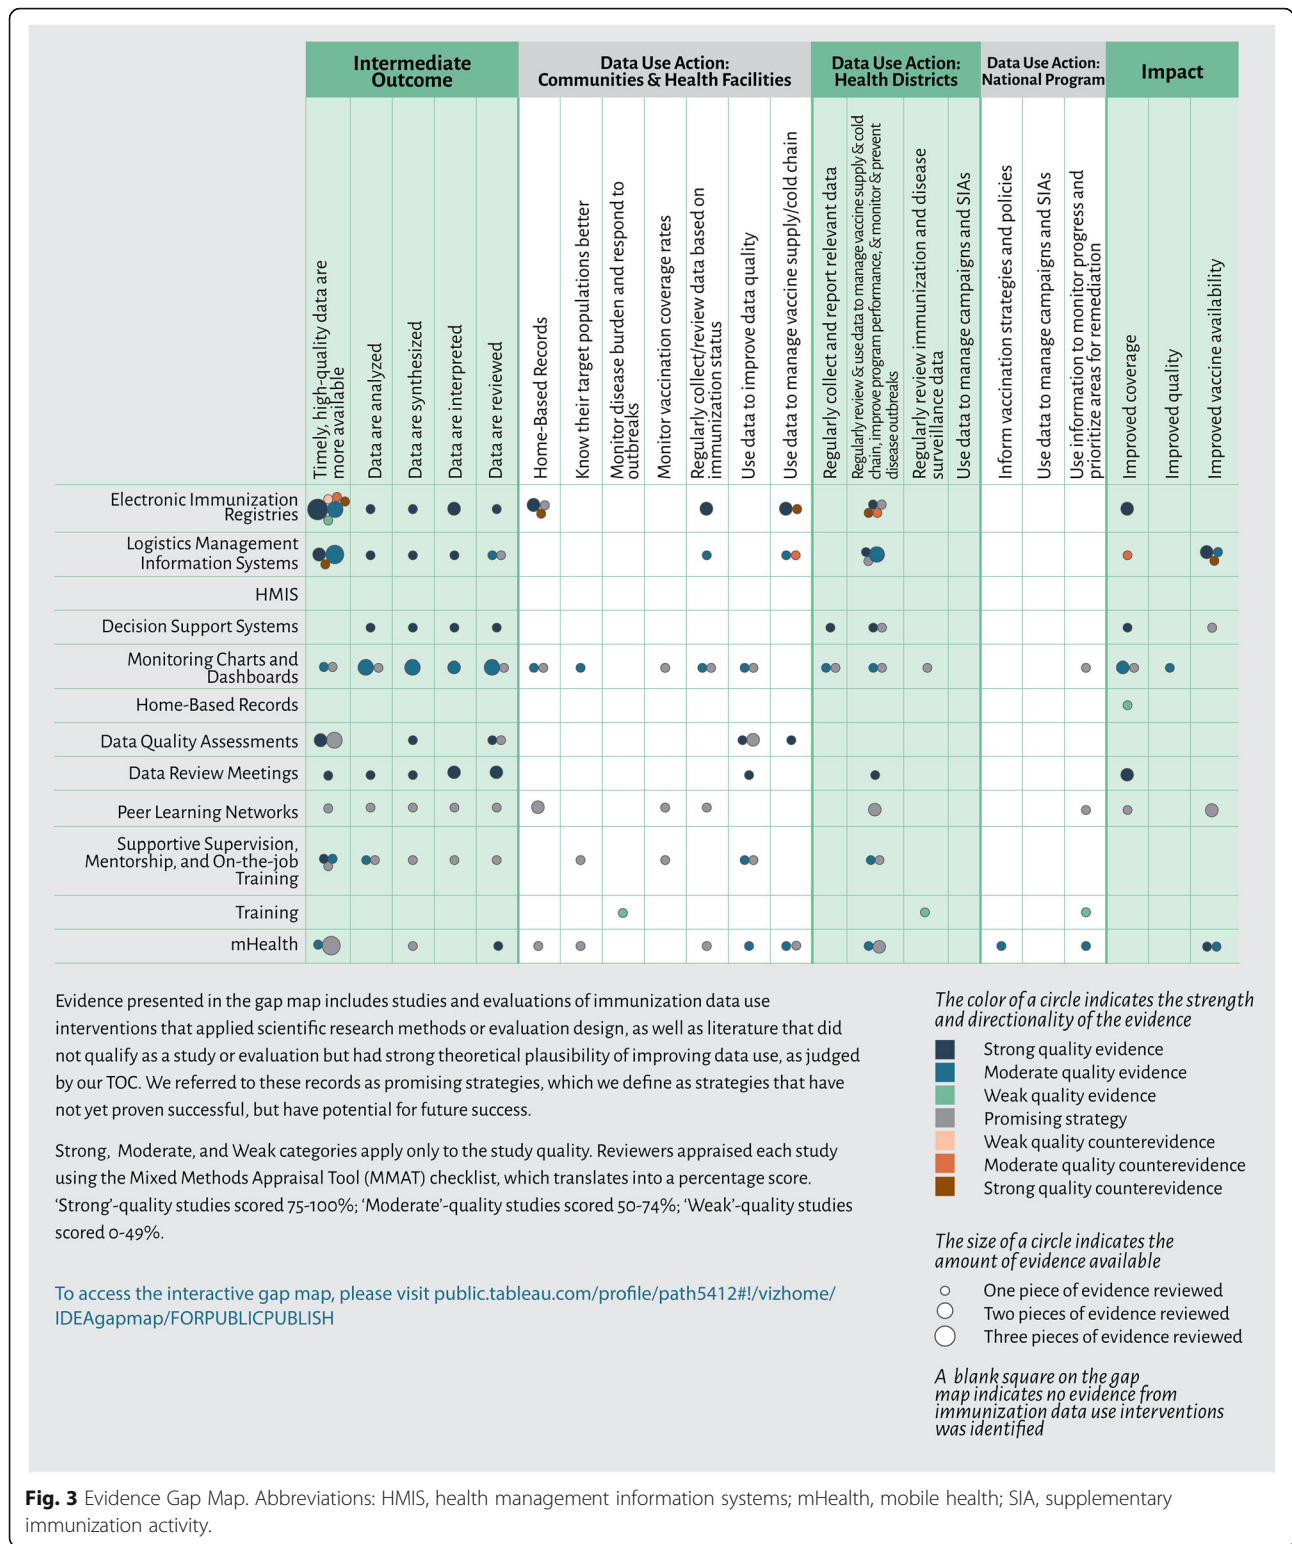 Intermediate
Outcome
Data Use Action:
Communities & Health Facilities
Data Use Action:
Health Districts
Data Use Action:
National Program
Impact
Timely, high-quality data are
more available
Data are analyzed
Data are synthesized
Data are interpreted
Data are reviewed
Home-Based Records
Know their target populations better
Monitor disease burden and respond to
outbreaks
Monitor vaccination coverage rates
Regularly collect/review data based on
immunization status
Use data to improve data quality
Use data to manage vaccine supply/cold chain
Regularly collect and report relevant data
Regularly review & use data to manage vaccine supply & cold
chain, improve program performance, & monitor & prevent
disease outbreaks
Regularly review immunization and disease
surveillance data
Use data to manage campaigns and SIAs
Inform vaccination strategies and policies
Use data to manage campaigns and SIAs
Use information to monitor progress and
prioritize areas for remediation
Improved coverage
Improved quality
Improved vaccine availability
Electronic Immunization
Registries
Logistics Management
Information Systems
HMIS
Decision Support Systems
Monitoring Charts and
Dashboards
Home-Based Records
Data Quality Assessments
Data Review Meetings
Peer Learning Networks
Supportive Supervision,
Mentorship, and On-the-job
Training
Training
mHealth
Evidence presented in the gap map includes studies and evaluations of immunization data use
interventions that applied scientific research methods or evaluation design, as well as literature that did
not qualify as a study or evaluation but had strong theoretical plausibility of improving data use, as judged
by our TOC. We referred to these records as promising strategies, which we define as strategies that have
not yet proven successful, but have potential for future success.
Strong, Moderate, and Weak categories apply only to the study quality. Reviewers appraised each study
using the Mixed Methods Appraisal Tool (MMAT) checklist, which translates into a percentage score.
‘Strong’-quality studies scored 75-100%; ‘Moderate’-quality studies scored 50-74%; ‘Weak’-quality studies
scored 0-49%.
To access the interactive gap map, please visit public.tableau.com/profile/path5412#!/vizhome/
IDEAgapmap/FORPUBLICPUBLISH
The color of a circle indicates the strength
and directionality of the evidence
Strong quality evidence
Moderate quality evidence
Weak quality evidence
Promising strategy
Weak quality counterevidence
Moderate quality counterevidence
Strong quality counterevidence
The size of a circle indicates the
amount of evidence available
One piece of evidence reviewed
Two pieces of evidence reviewed
Three pieces of evidence reviewed
A blank square on the gap
map indicates no evidence from
immunization data use interventions
was identified
Fig. 3 Evidence Gap Map. Abbreviations: HMIS, health management information systems; mHealth, mobile health; SIA, supplementary
immunization activity.